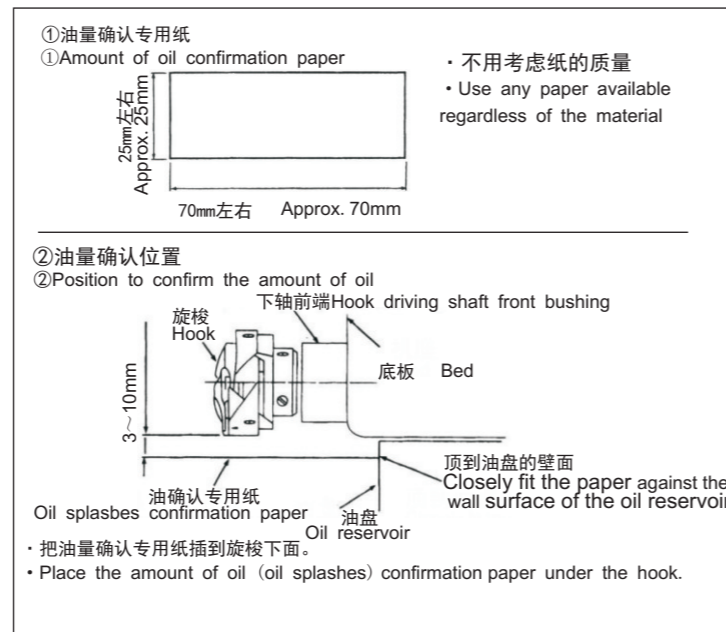 ①油量确认专用纸
①Amount of oil confirmation paper
・不用考虑纸的质量
• Use any paper available
regardless of the material
25mm左右
Approx. 25mm
70mm左右 Approx. 70mm
②油量确认位置
②Position to confirm the amount of oil
下轴前端Hook driving shaft front bushing
旋梭
Hook
底板 Bed
3～10mm
顶到油盘的壁面
Closely fit the paper against the
wall surface of the oil reservoir
油确认专用纸
Oil splasbes confirmation paper
油盘
Oil reservoir
・把油量确认专用纸插到旋梭下面。
• Place the amount of oil (oil splashes) confirmation paper under the hook.